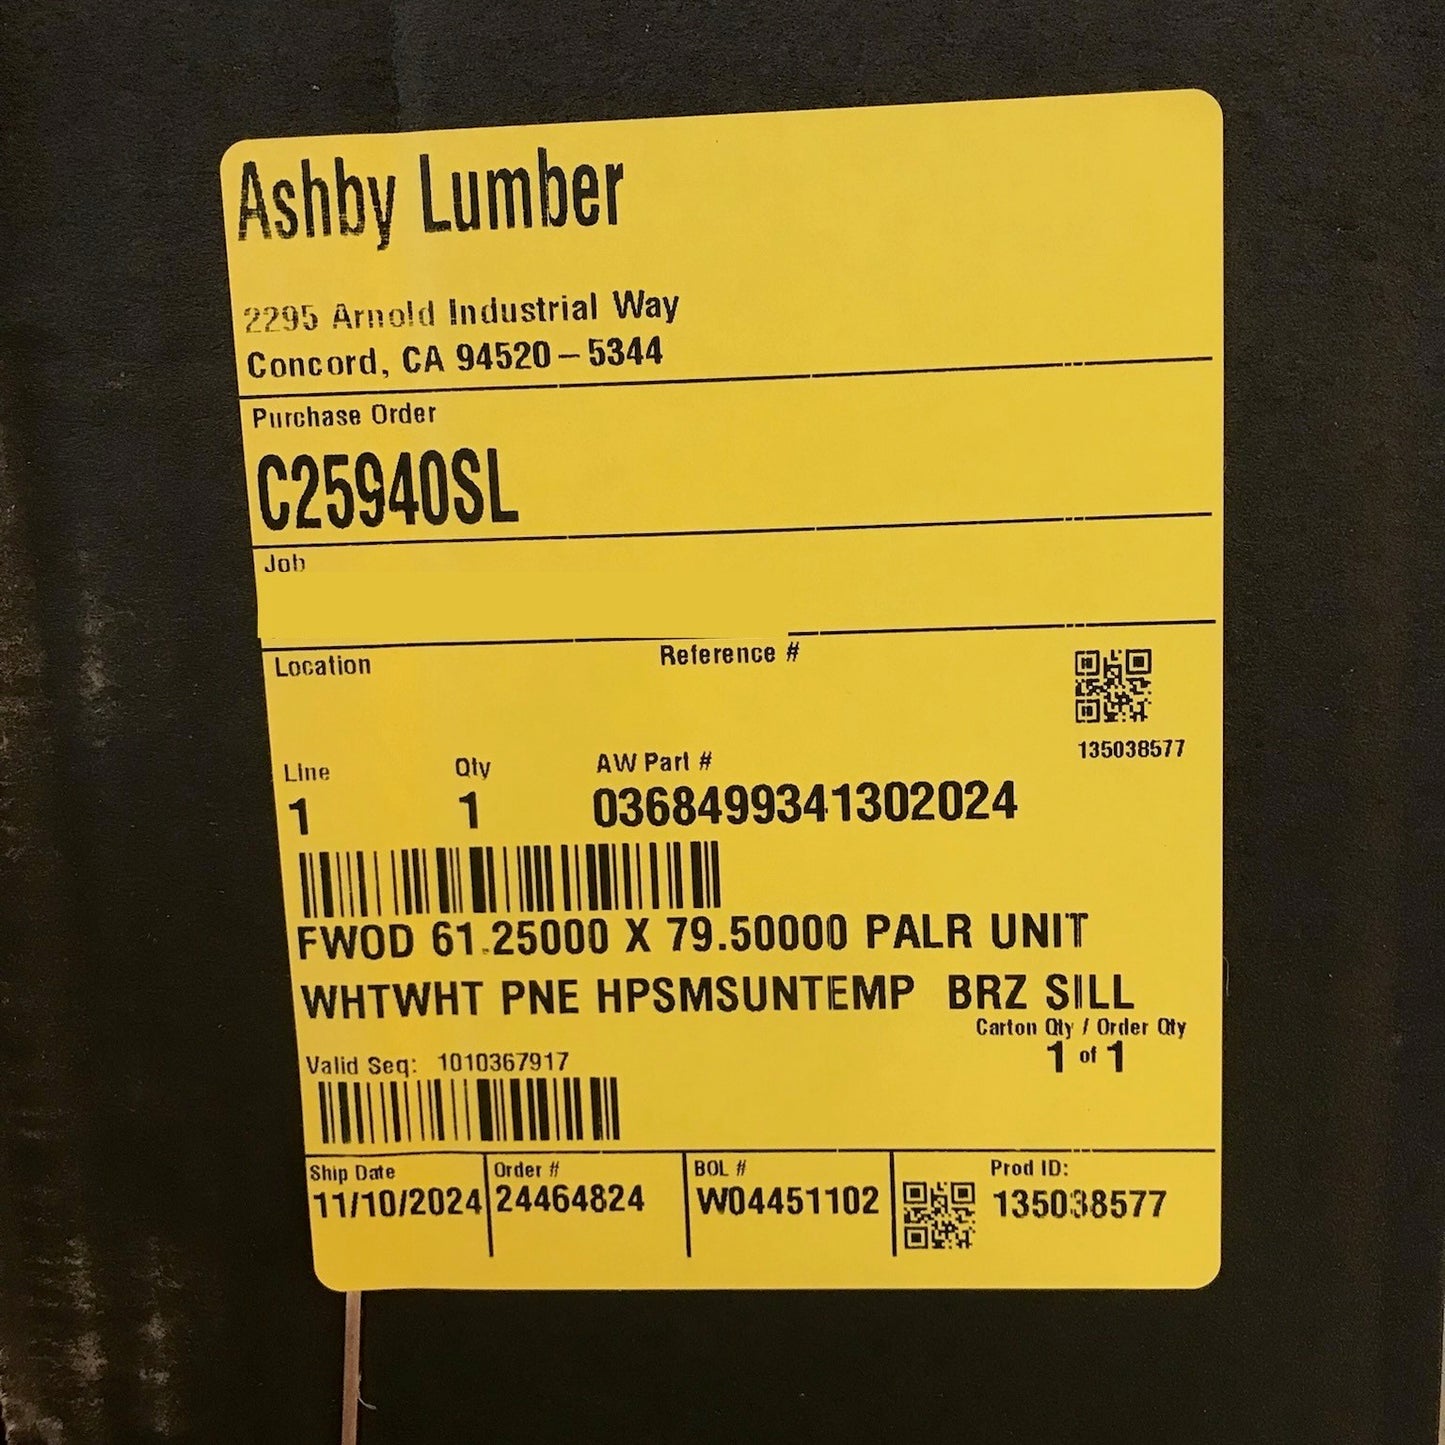 Ashby Lumber
2295 Arnold Industrial Way
Concord, CA 94520 – 5344
Purchase Order
C25940SL
Job
Location Reference #
135038577
Line Qty AW Part #
1 1 0368499341302024
FWOD 61.25000 X 79.50000 PALR UNIT
WHTWHT PNE HPSMSUNTEMP BRZ SILL
Carton Qty / Order Qty
1 of 1
Valid Seq: 1010367917
Ship Date Order # BOL # Prod ID:
11/10/2024 24464824 W04451102 135038577